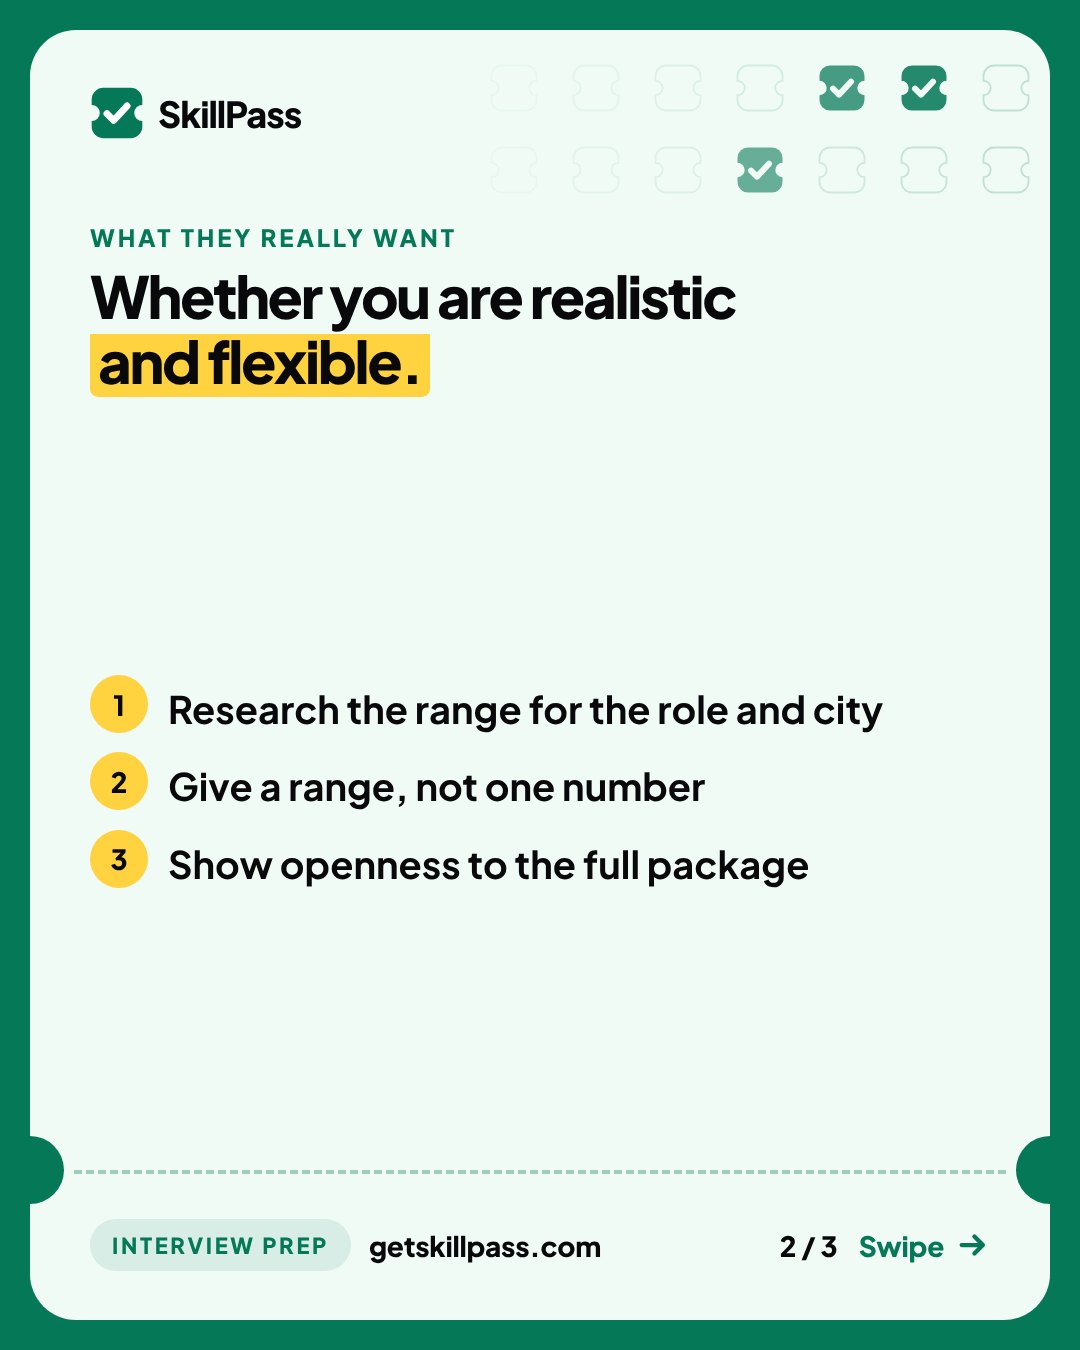 SkillPass
WHAT THEY REALLY WANT
Whether you are realistic
and flexible.
1 Research the range for the role and city
2 Give a range, not one number
3 Show openness to the full package
INTERVIEW PREP getskillpass.com 2 / 3 Swipe →